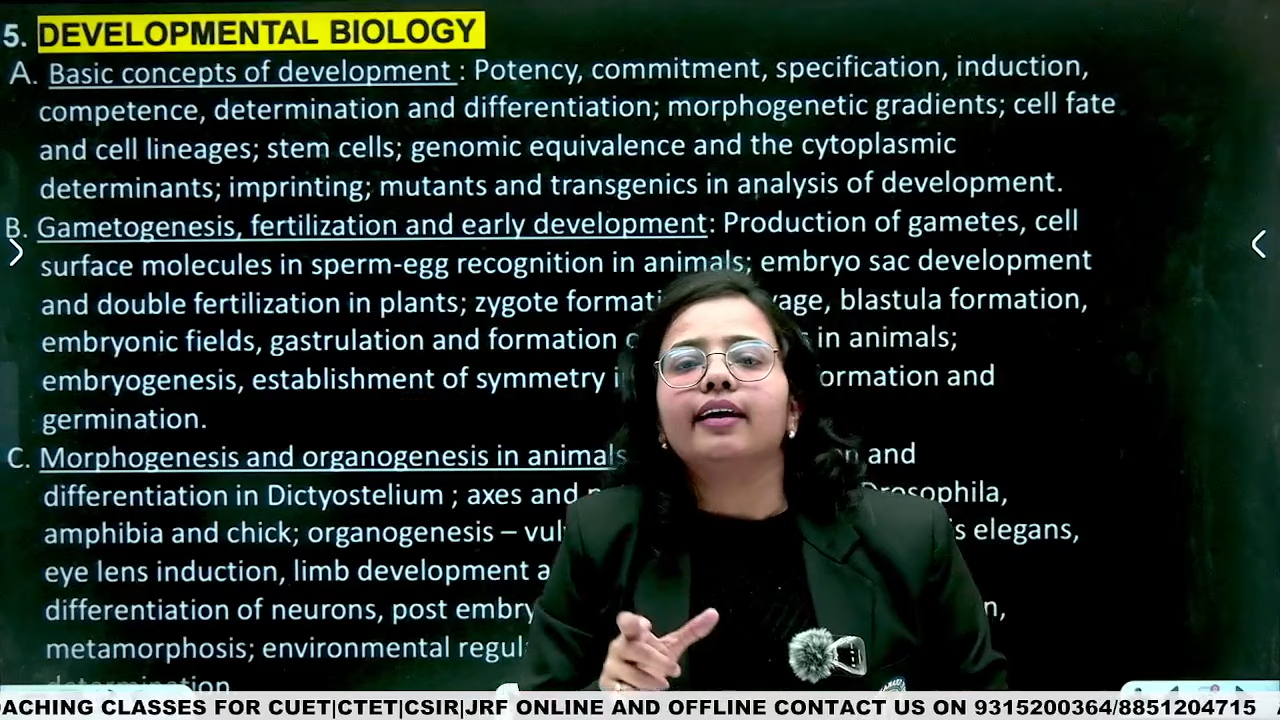 5. DEVELOPMENTAL BIOLOGY
A. Basic concepts of development : Potency, commitment, specification, induction,
competence, determination and differentiation; morphogenetic gradients; cell fate
and cell lineages; stem cells; genomic equivalence and the cytoplasmic
determinants; imprinting; mutants and transgenics in analysis of development.
B. Gametogenesis, fertilization and early development: Production of gametes, cell
surface molecules in sperm-egg recognition in animals; embryo sac development
and double fertilization in plants; zygote formati vage, blastula formation,
embryonic fields, gastrulation and formation in animals;
embryogenesis, establishment of symmetry ormation and
germination.
C. Morphogenesis and organogenesis in animals and
differentiation in Dictyostelium ; axes and Drosophila,
amphibia and chick; organogenesis – vul s elegans,
eye lens induction, limb development a
differentiation of neurons, post embry n,
metamorphosis; environmental regul
determination
OACHING CLASSES FOR CUET|CTET|CSIR|JRF ONLINE AND OFFLINE CONTACT US ON 9315200364/8851204715